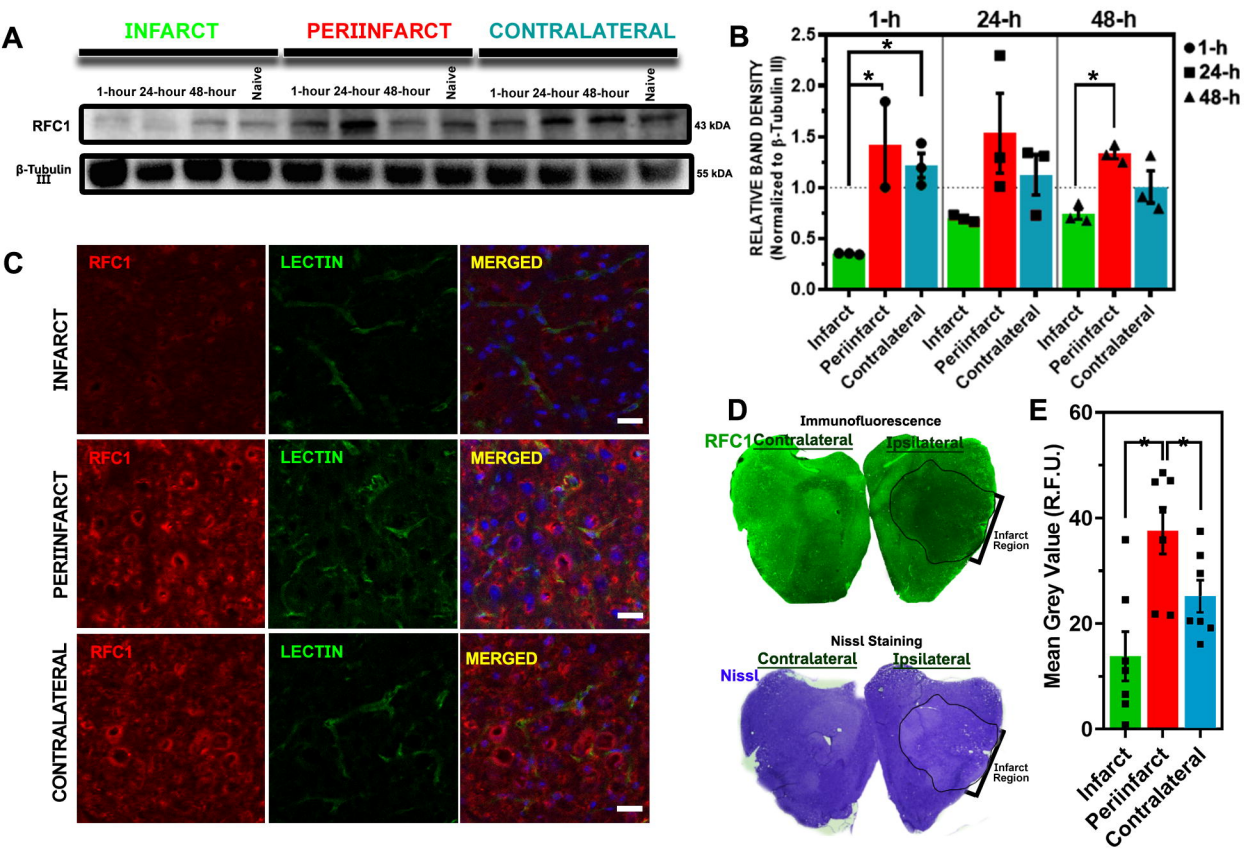 A
INFARCT PERIINFARCT CONTRALATERAL
1-hour 24-hour 48-hour Naive 1-hour 24-hour 48-hour Naive 1-hour 24-hour 48-hour Naive
RFC1 43 kDA
β-Tubulin
III
55 kDA
B
1-h 24-h 48-h
RELATIVE BAND DENSITY
(Normalized to β-Tubulin III)
2.5
2.0
1.5
1.0
0.5
0.0
* * *
1-h
24-h
48-h
Infarct
Periinfarct
Contralateral
Infarct
Periinfarct
Contralateral
Infarct
Periinfarct
Contralateral
C
INFARCT
RFC1 LECTIN MERGED
PERIINFARCT
RFC1 LECTIN MERGED
CONTRALATERAL
RFC1 LECTIN MERGED
D
Immunofluorescence
RFC1 Contralateral Ipsilateral
Infarct
Region
Nissl Staining
Contralateral Ipsilateral
Nissl
Infarct
Region
E
Mean Grey Value (R.F.U.)
60
40
20
0
* *
Infarct
Periinfarct
Contralateral